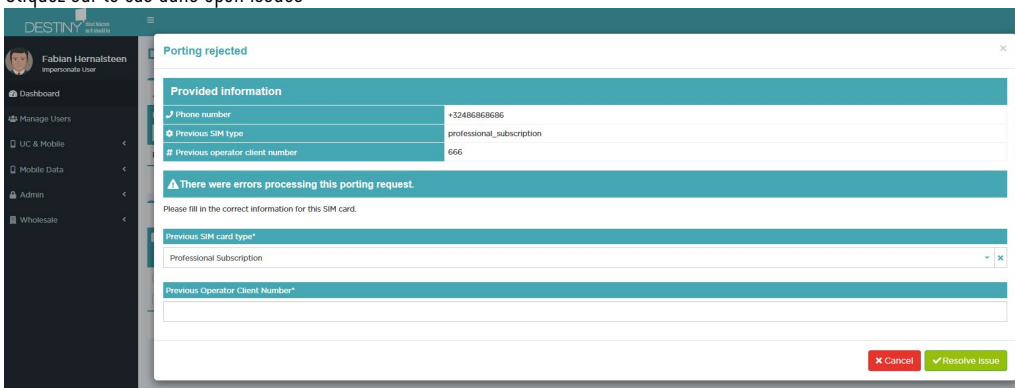 Cliquez sur le cas dans open issues
DESTINY
Fabian Hernalsteen
Impersonate User
Dashboard
Manage Users
UC & Mobile
Mobile Data
Admin
Wholesale
Porting rejected
×
Provided information
Phone number +32486868686
Previous SIM type professional_subscription
# Previous operator client number 666
There were errors processing this porting request.
Please fill in the correct information for this SIM card.
Previous SIM card type*
Professional Subscription
Previous Operator Client Number*
Cancel Resolve issue